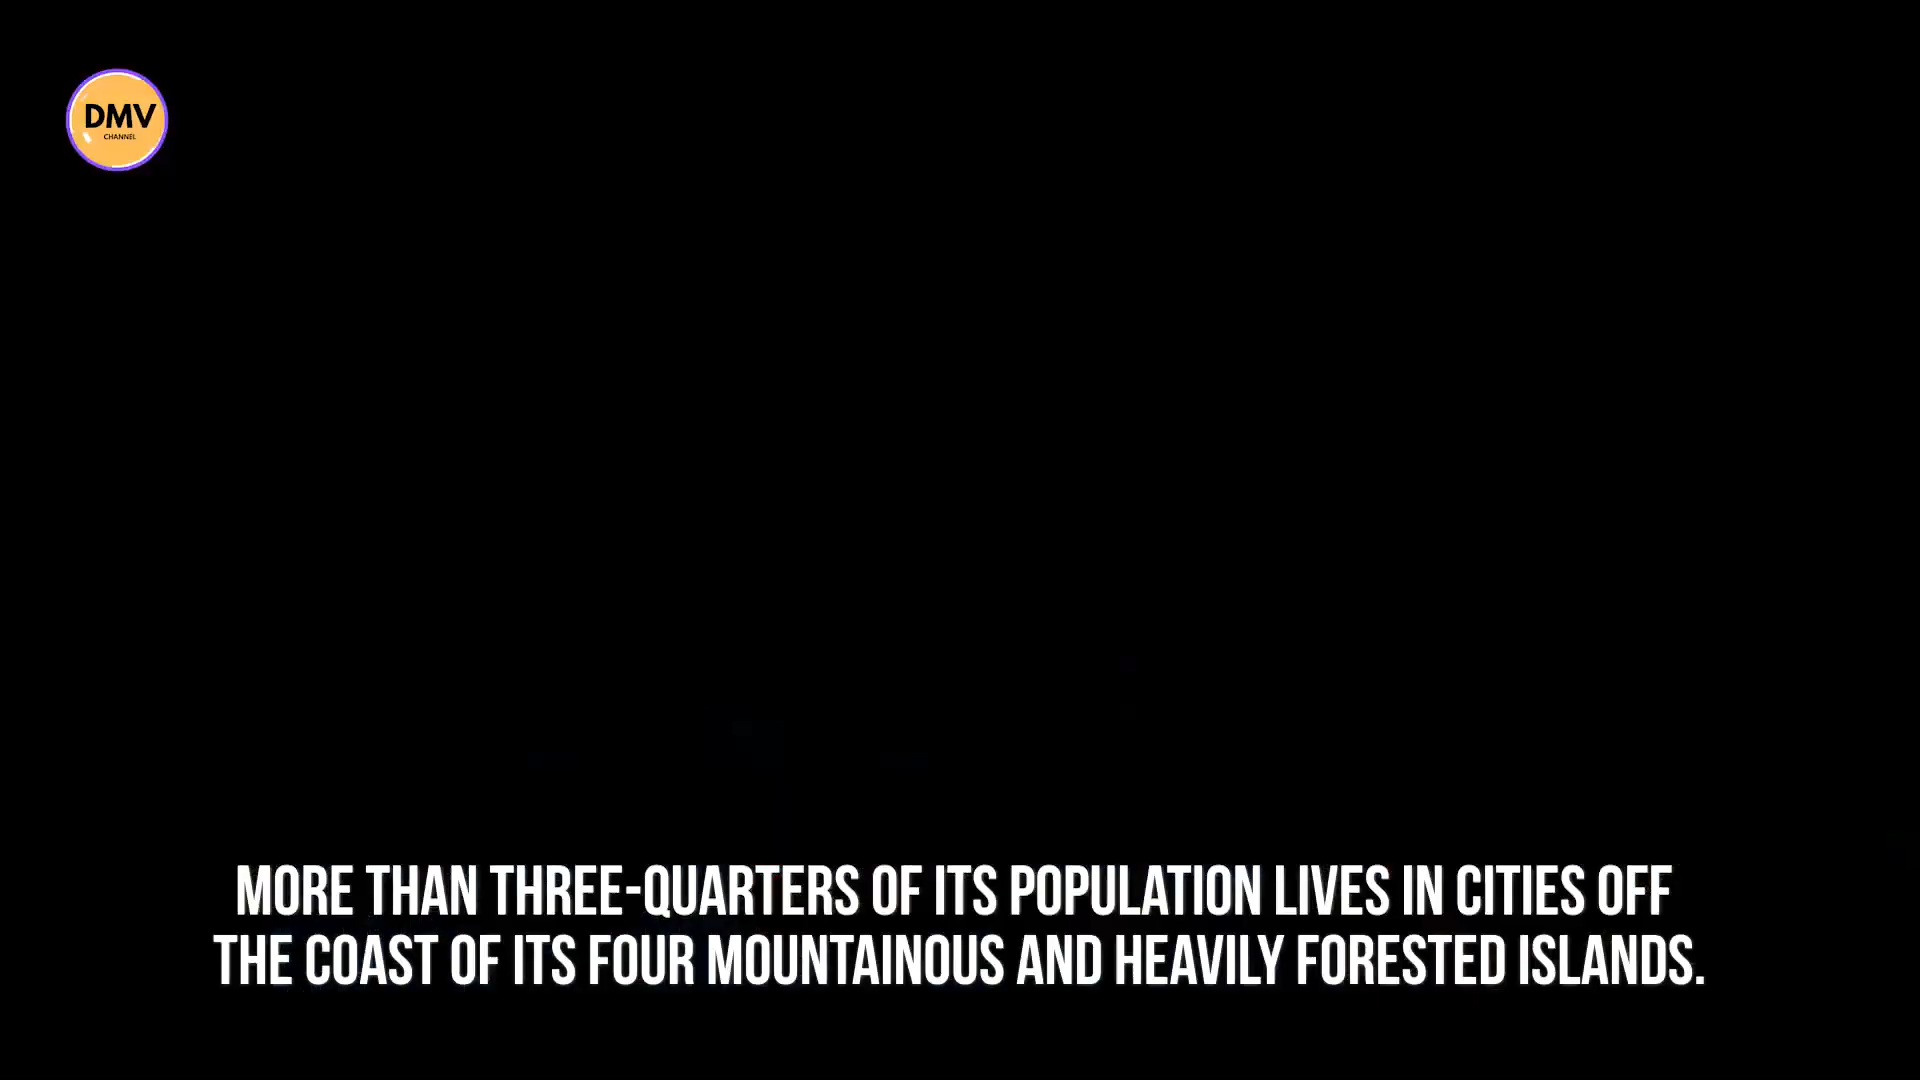 DMV
CHANNEL
MORE THAN THREE-QUARTERS OF ITS POPULATION LIVES IN CITIES OFF
THE COAST OF ITS FOUR MOUNTAINOUS AND HEAVILY FORESTED ISLANDS.